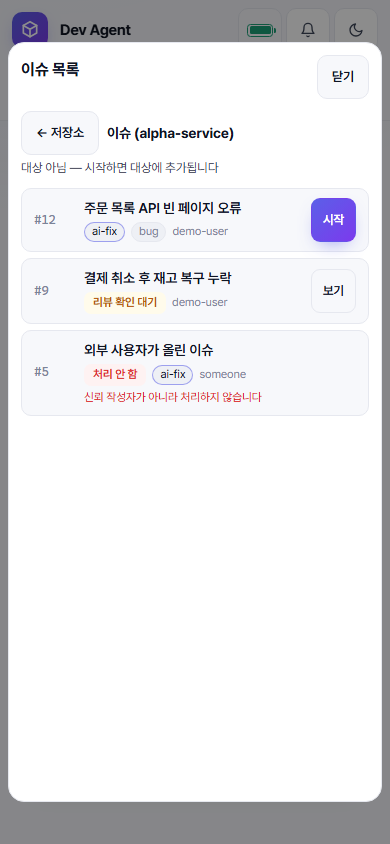 Dev Agent
이슈 목록
닫기
← 저장소
이슈 (alpha-service)
대상 아님 — 시작하면 대상에 추가됩니다
#12
주문 목록 API 빈 페이지 오류
ai-fix bug demo-user
시작
#9
결제 취소 후 재고 복구 누락
리뷰 확인 대기 demo-user
보기
#5
외부 사용자가 올린 이슈
처리 안 함 ai-fix someone
신뢰 작성자가 아니라 처리하지 않습니다